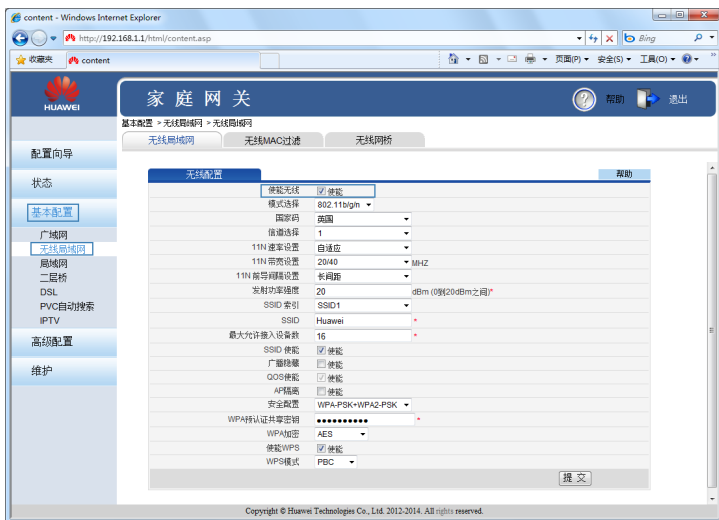 content - Windows Internet Explorer
http://192.168.1.1/html/content.asp
Bing
收藏夹
content
页面(P)
安全(S)
工具(O)
HUAWEI
家庭网关
帮助
退出
基本配置 > 无线局域网 > 无线局域网
无线局域网
无线MAC过滤
无线网桥
配置向导
状态
基本配置
广域网
无线局域网
局域网
二层桥
DSL
PVC自动搜索
IPTV
高级配置
维护
无线配置
帮助
使能无线 使能
模式选择 802.11b/g/n
国家码 英国
信道选择 1
11N 速率设置 自适应
11N 带宽设置 20/40 MHZ
11N 前导间隔设置 长间距
发射功率强度 20 dBm (0到20dBm之间)*
SSID 索引 SSID1
SSID Huawei *
最大允许接入设备数 16 *
SSID 使能 使能
广播隐藏 使能
QOS使能 使能
AP隔离 使能
安全配置 WPA-PSK+WPA2-PSK
WPA预认证共享密钥 ●●●●●●●●●● *
WPA加密 AES
使能WPS 使能
WPS模式 PBC
提交
Copyright © Huawei Technologies Co., Ltd. 2012-2014. All rights reserved.